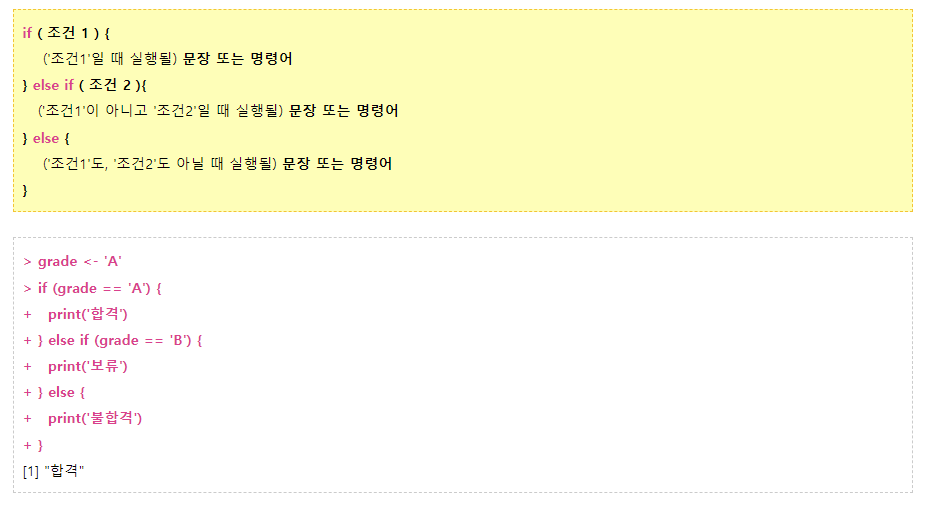 if ( 조건 1 ) {
('조건1'일 때 실행될) 문장 또는 명령어
} else if ( 조건 2 ){
('조건1'이 아니고 '조건2'일 때 실행될) 문장 또는 명령어
} else {
('조건1'도, '조건2'도 아닐 때 실행될) 문장 또는 명령어
}
> grade <- 'A'
> if (grade == 'A') {
+ print('합격')
+ } else if (grade == 'B') {
+ print('보류')
+ } else {
+ print('불합격')
+ }
[1] "합격"